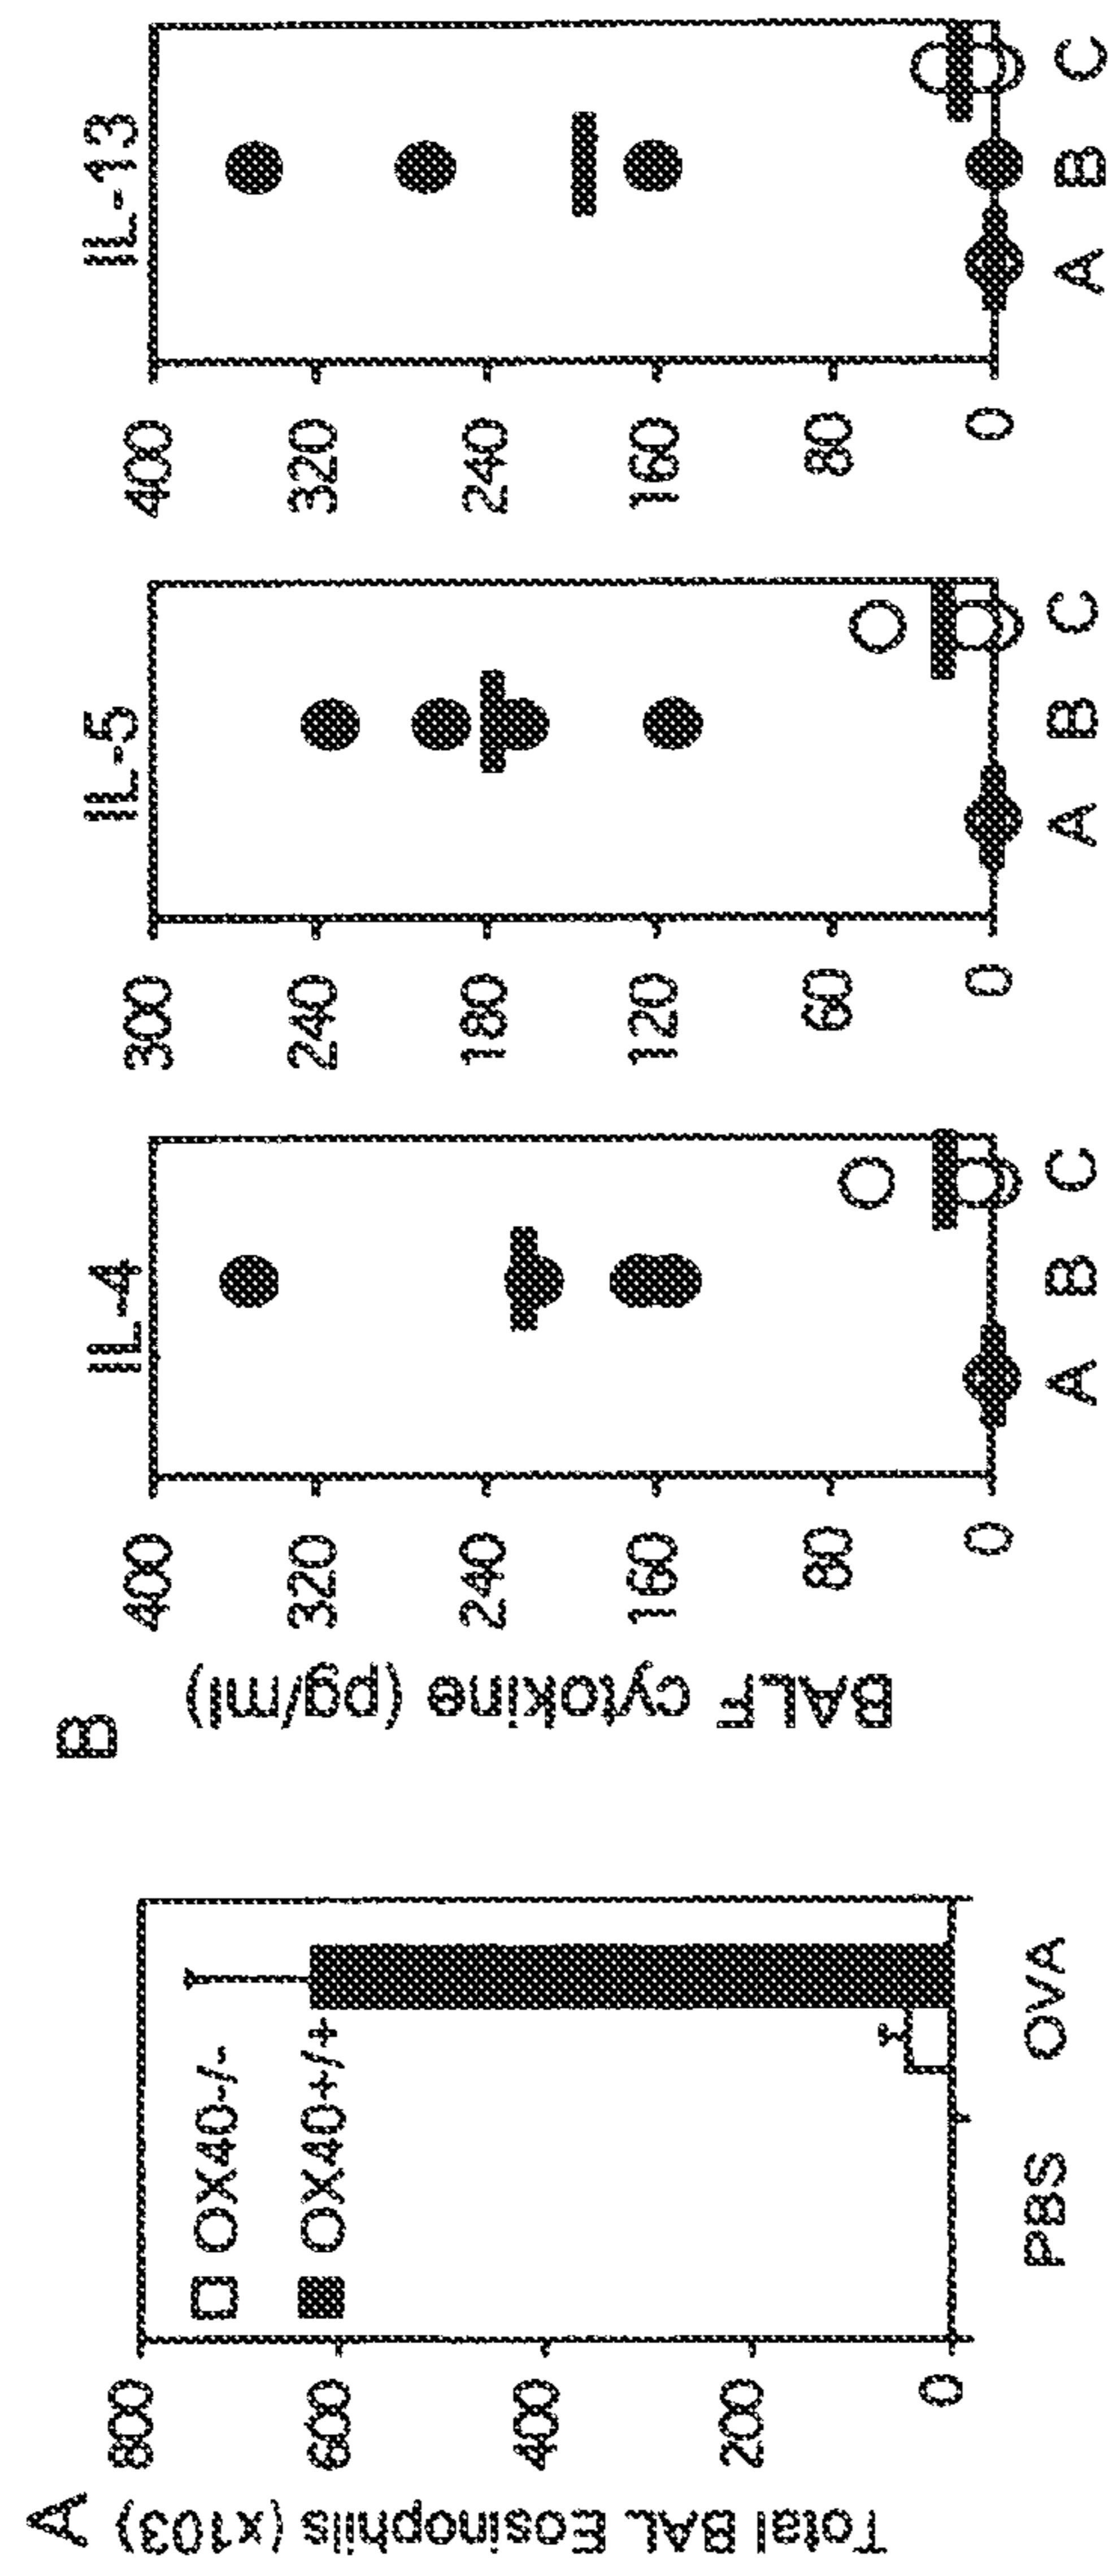 A
Total BAL Eosinophils (x103)
800
600
400
200
0
OX40-/-
OX40+/+
PBS OVA
B
BALF cytokine (pg/ml)
IL-4
400
320
240
160
80
0
A B C
IL-5
300
240
180
120
60
0
A B C
IL-13
400
320
240
160
80
0
A B C